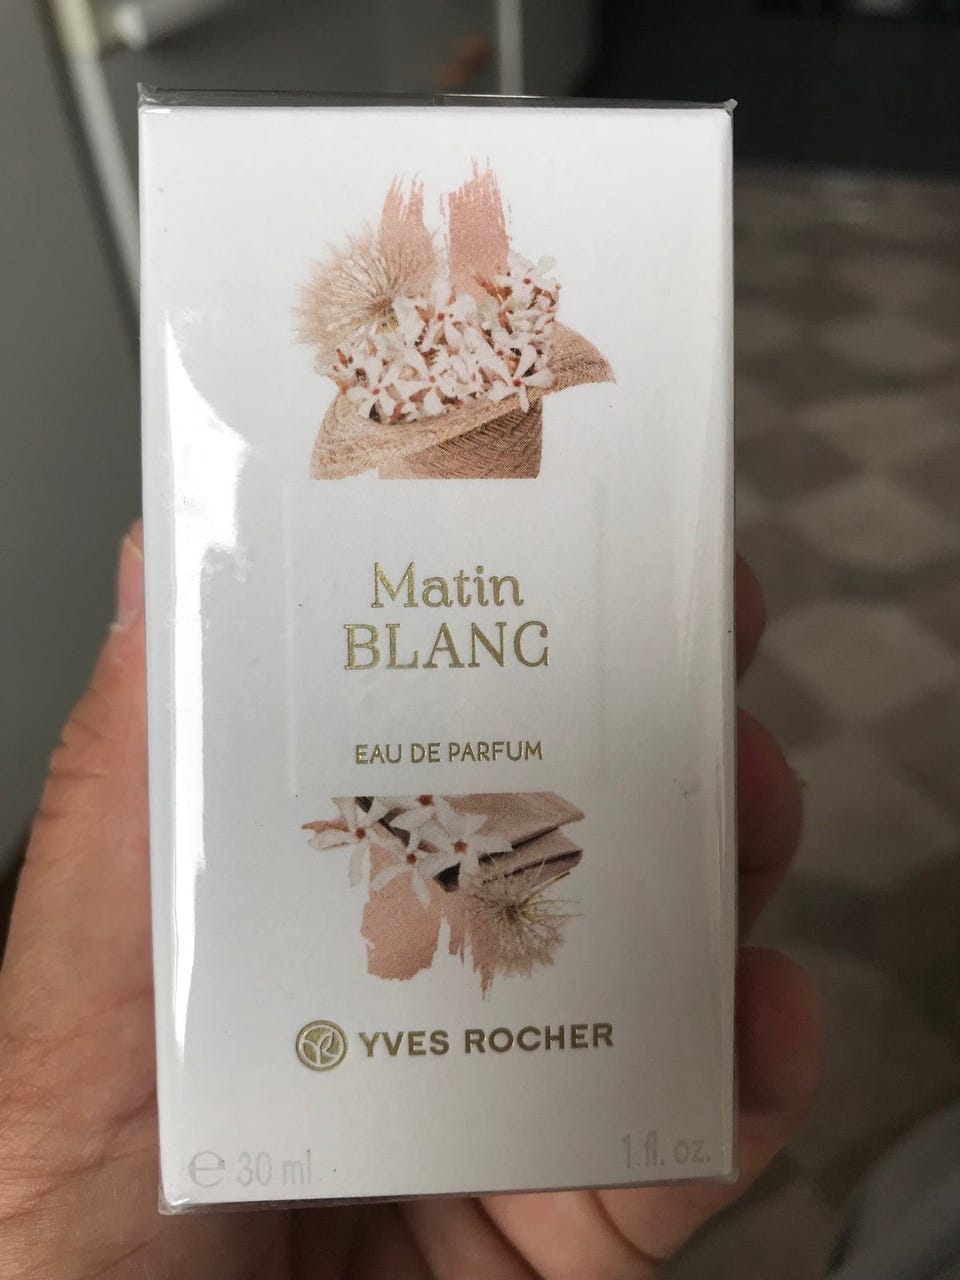 Matin
BLANC
EAU DE PARFUM
YVES ROCHER
℮ 30 ml
1 fl. oz.